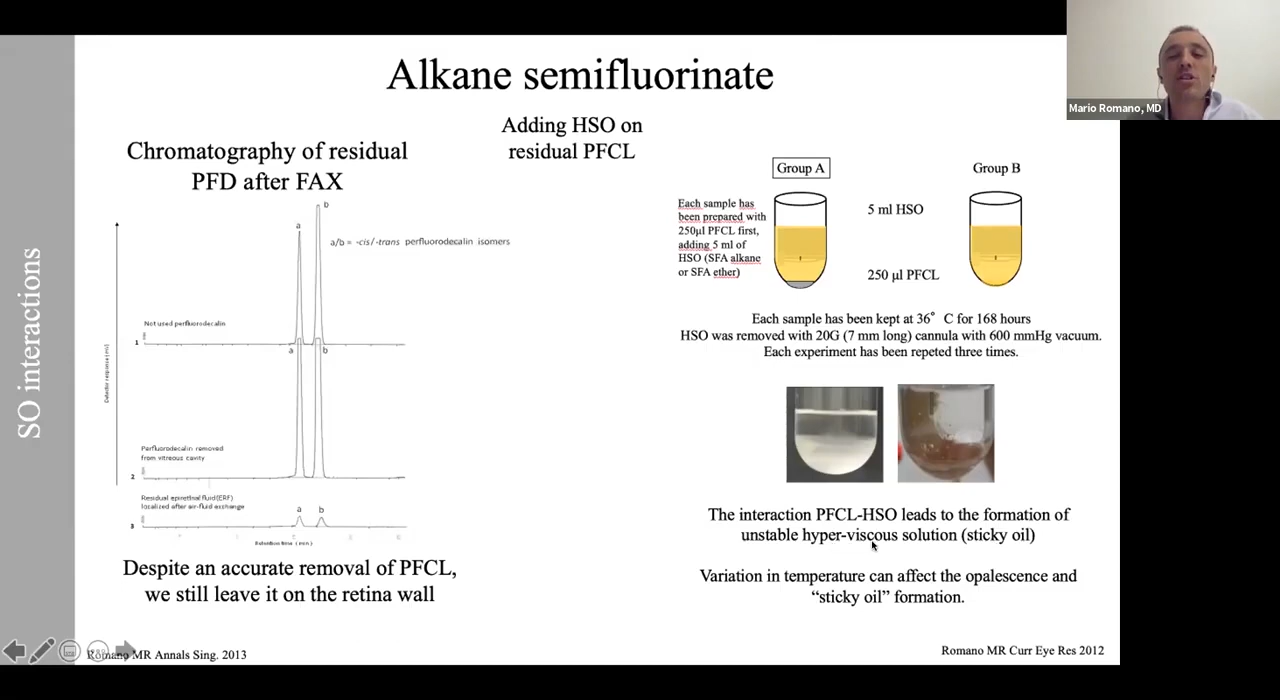 Alkane semifluorinate
Mario Romano, MD
SO interactions
Chromatography of residual
PFD after FAX
a
b
a/b = -cis/-trans perfluorodecalin isomers
Not used perfluorodecalin
1
a
b
Perfluorodecalin removed
from vitreous cavity
2
Residual epiretinal fluid (ERF)
localized after air-fluid exchange
a
b
3
Retention time (min)
Despite an accurate removal of PFCL,
we still leave it on the retina wall
Romano MR Annals Sing. 2013
Adding HSO on
residual PFCL
Group A
Group B
Each sample has
been prepared with
250µl PFCL first,
adding 5 ml of
HSO (SFA alkane
or SFA ether)
5 ml HSO
250 µl PFCL
Each sample has been kept at 36° C for 168 hours
HSO was removed with 20G (7 mm long) cannula with 600 mmHg vacuum.
Each experiment has been repeted three times.
The interaction PFCL-HSO leads to the formation of
unstable hyper-viscous solution (sticky oil)
Variation in temperature can affect the opalescence and
“sticky oil” formation.
Romano MR Curr Eye Res 2012